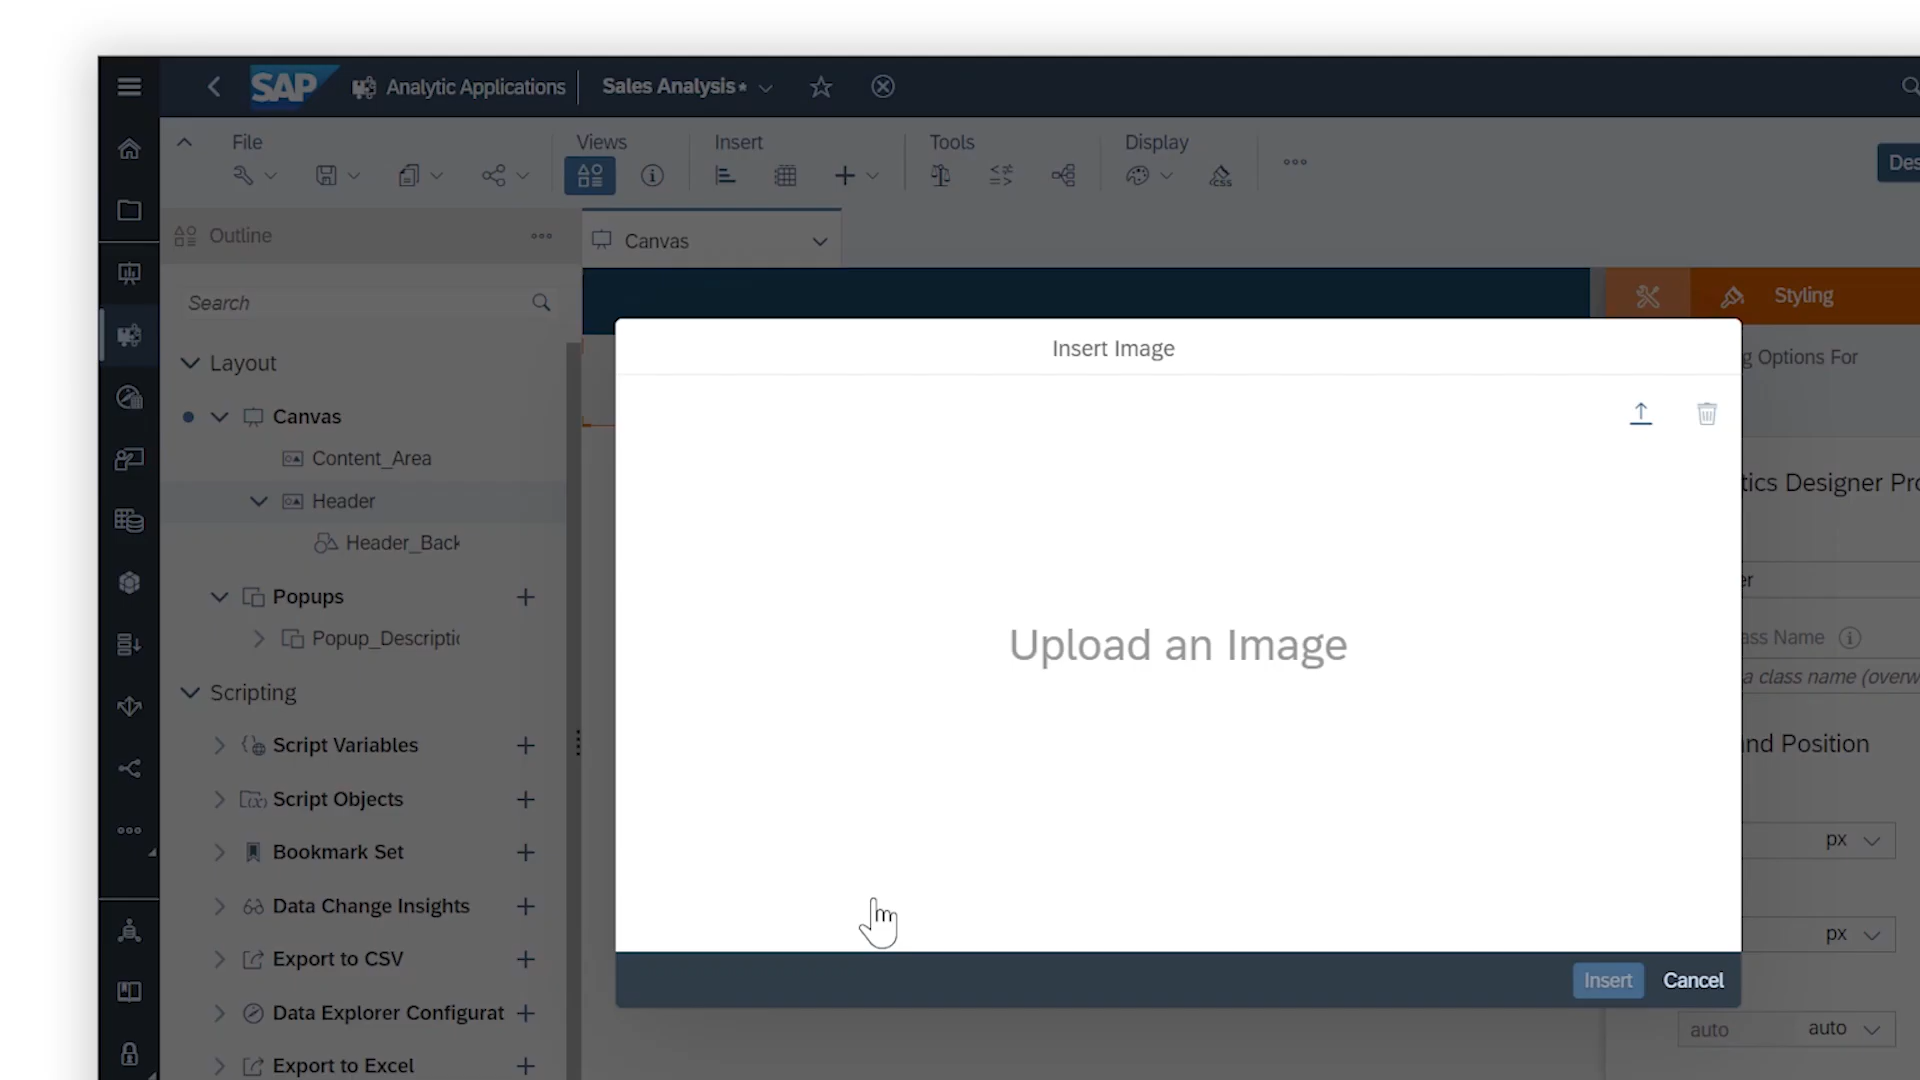 SAP Analytic Applications Sales Analysis*
File Views Insert Tools Display
CSS
Des
Outline
Canvas
Search
Styling
Insert Image
g Options For
Layout
Canvas
Content_Area
tics Designer Pro
Header
Header_Back
er
Popups
Popup_Descriptic
ass Name
Upload an Image
a class name (overw
Scripting
Script Variables
nd Position
Script Objects
px
Bookmark Set
Data Change Insights
px
Export to CSV
Insert Cancel
Data Explorer Configurat
auto auto
Export to Excel